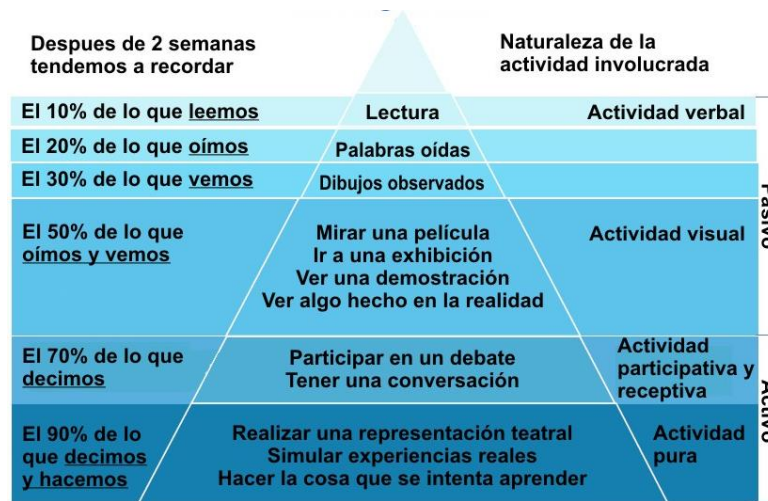 Despues de 2 semanas
tendemos a recordar
Naturaleza de la
actividad involucrada
El 10% de lo que leemos
Lectura
Actividad verbal
El 20% de lo que oímos
Palabras oídas
El 30% de lo que vemos
Dibujos observados
El 50% de lo que
oímos y vemos
Mirar una película
Ir a una exhibición
Ver una demostración
Ver algo hecho en la realidad
Actividad visual
Pasivo
El 70% de lo que
decimos
Participar en un debate
Tener una conversación
Actividad
participativa y
receptiva
El 90% de lo
que decimos
y hacemos
Realizar una representación teatral
Simular experiencias reales
Hacer la cosa que se intenta aprender
Actividad
pura
Activo